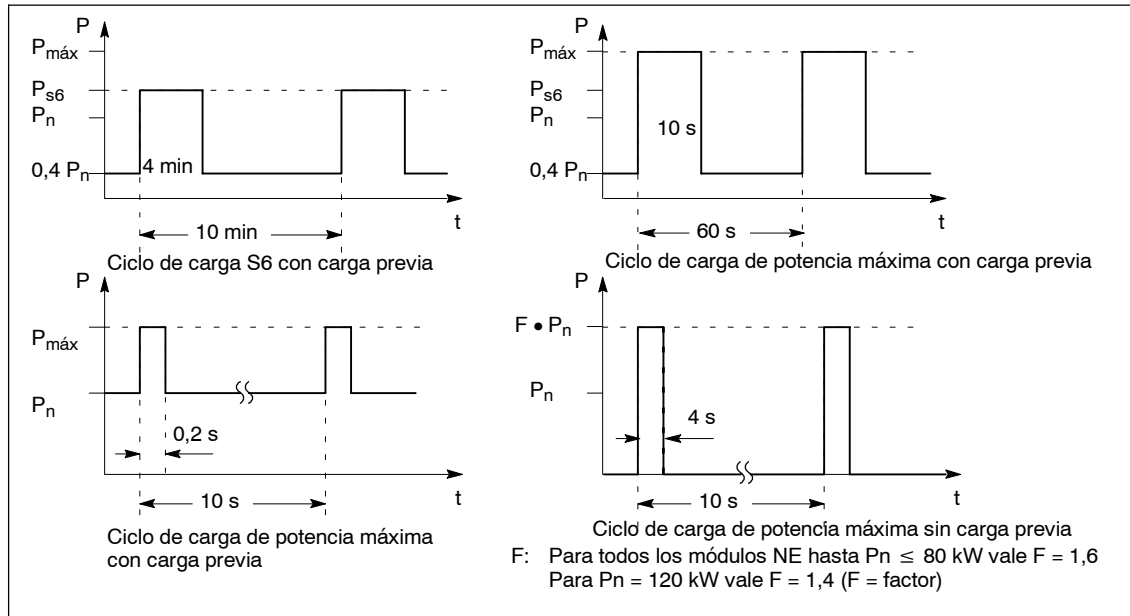 P
Pmáx
Ps6
Pn
0,4 Pn
4 min
t
10 min
Ciclo de carga S6 con carga previa
P
Pmáx
Ps6
Pn
0,4 Pn
10 s
t
60 s
Ciclo de carga de potencia máxima con carga previa
P
Pmáx
Pn
0,2 s
t
10 s
Ciclo de carga de potencia máxima
con carga previa
P
F • Pn
Pn
4 s
t
10 s
Ciclo de carga de potencia máxima sin carga previa
F: Para todos los módulos NE hasta Pn ≤ 80 kW vale F = 1,6
Para Pn = 120 kW vale F = 1,4 (F = factor)